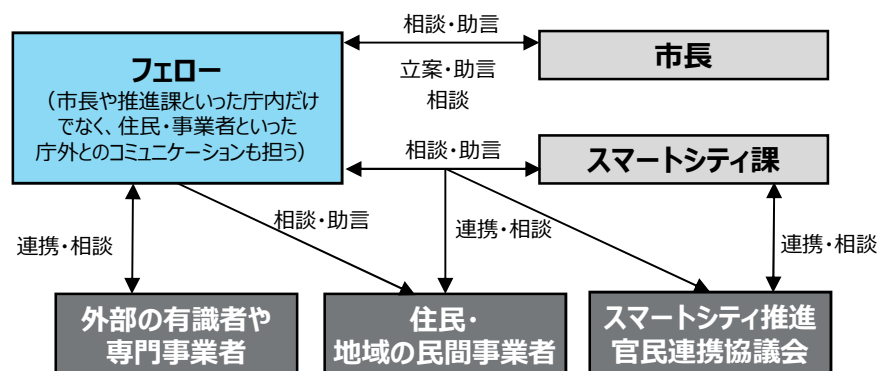 相談・助言
フェロー
（市長や推進課といった庁内だけ
でなく、住民・事業者といった
庁外とのコミュニケーションも担う）
市長
立案・助言
相談
相談・助言
スマートシティ課
相談・助言
連携・相談
連携・相談
連携・相談
外部の有識者や
専門事業者
住民・
地域の民間事業者
スマートシティ推進
官民連携協議会